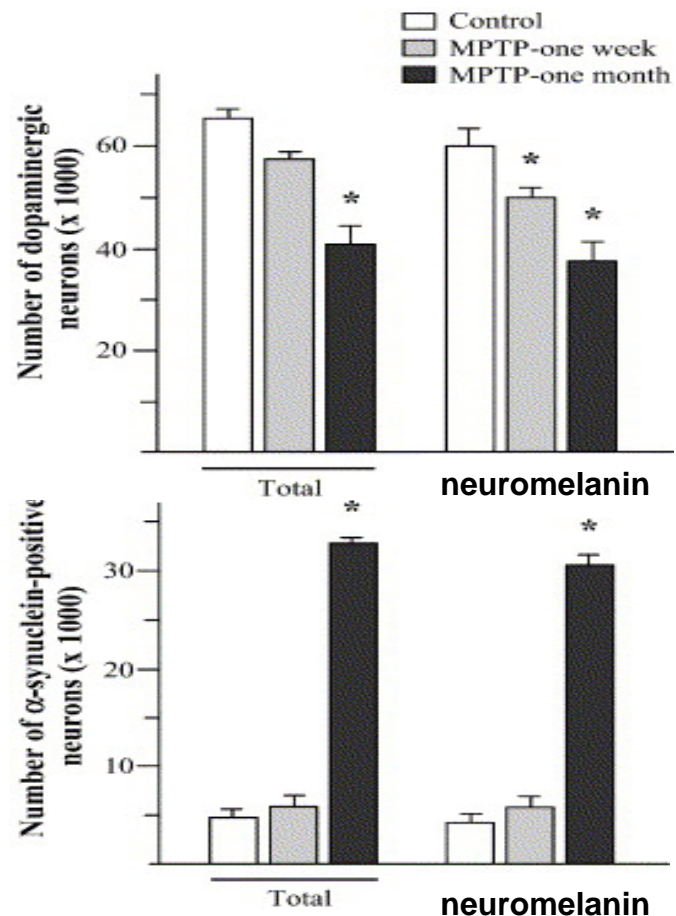 Control
MPTP-one week
MPTP-one month
Number of dopaminergic
neurons (x 1000)
60
40
20
*
*
*
Total
neuromelanin
Number of α-synuclein-positive
neurons (x 1000)
30
20
10
*
*
Total
neuromelanin